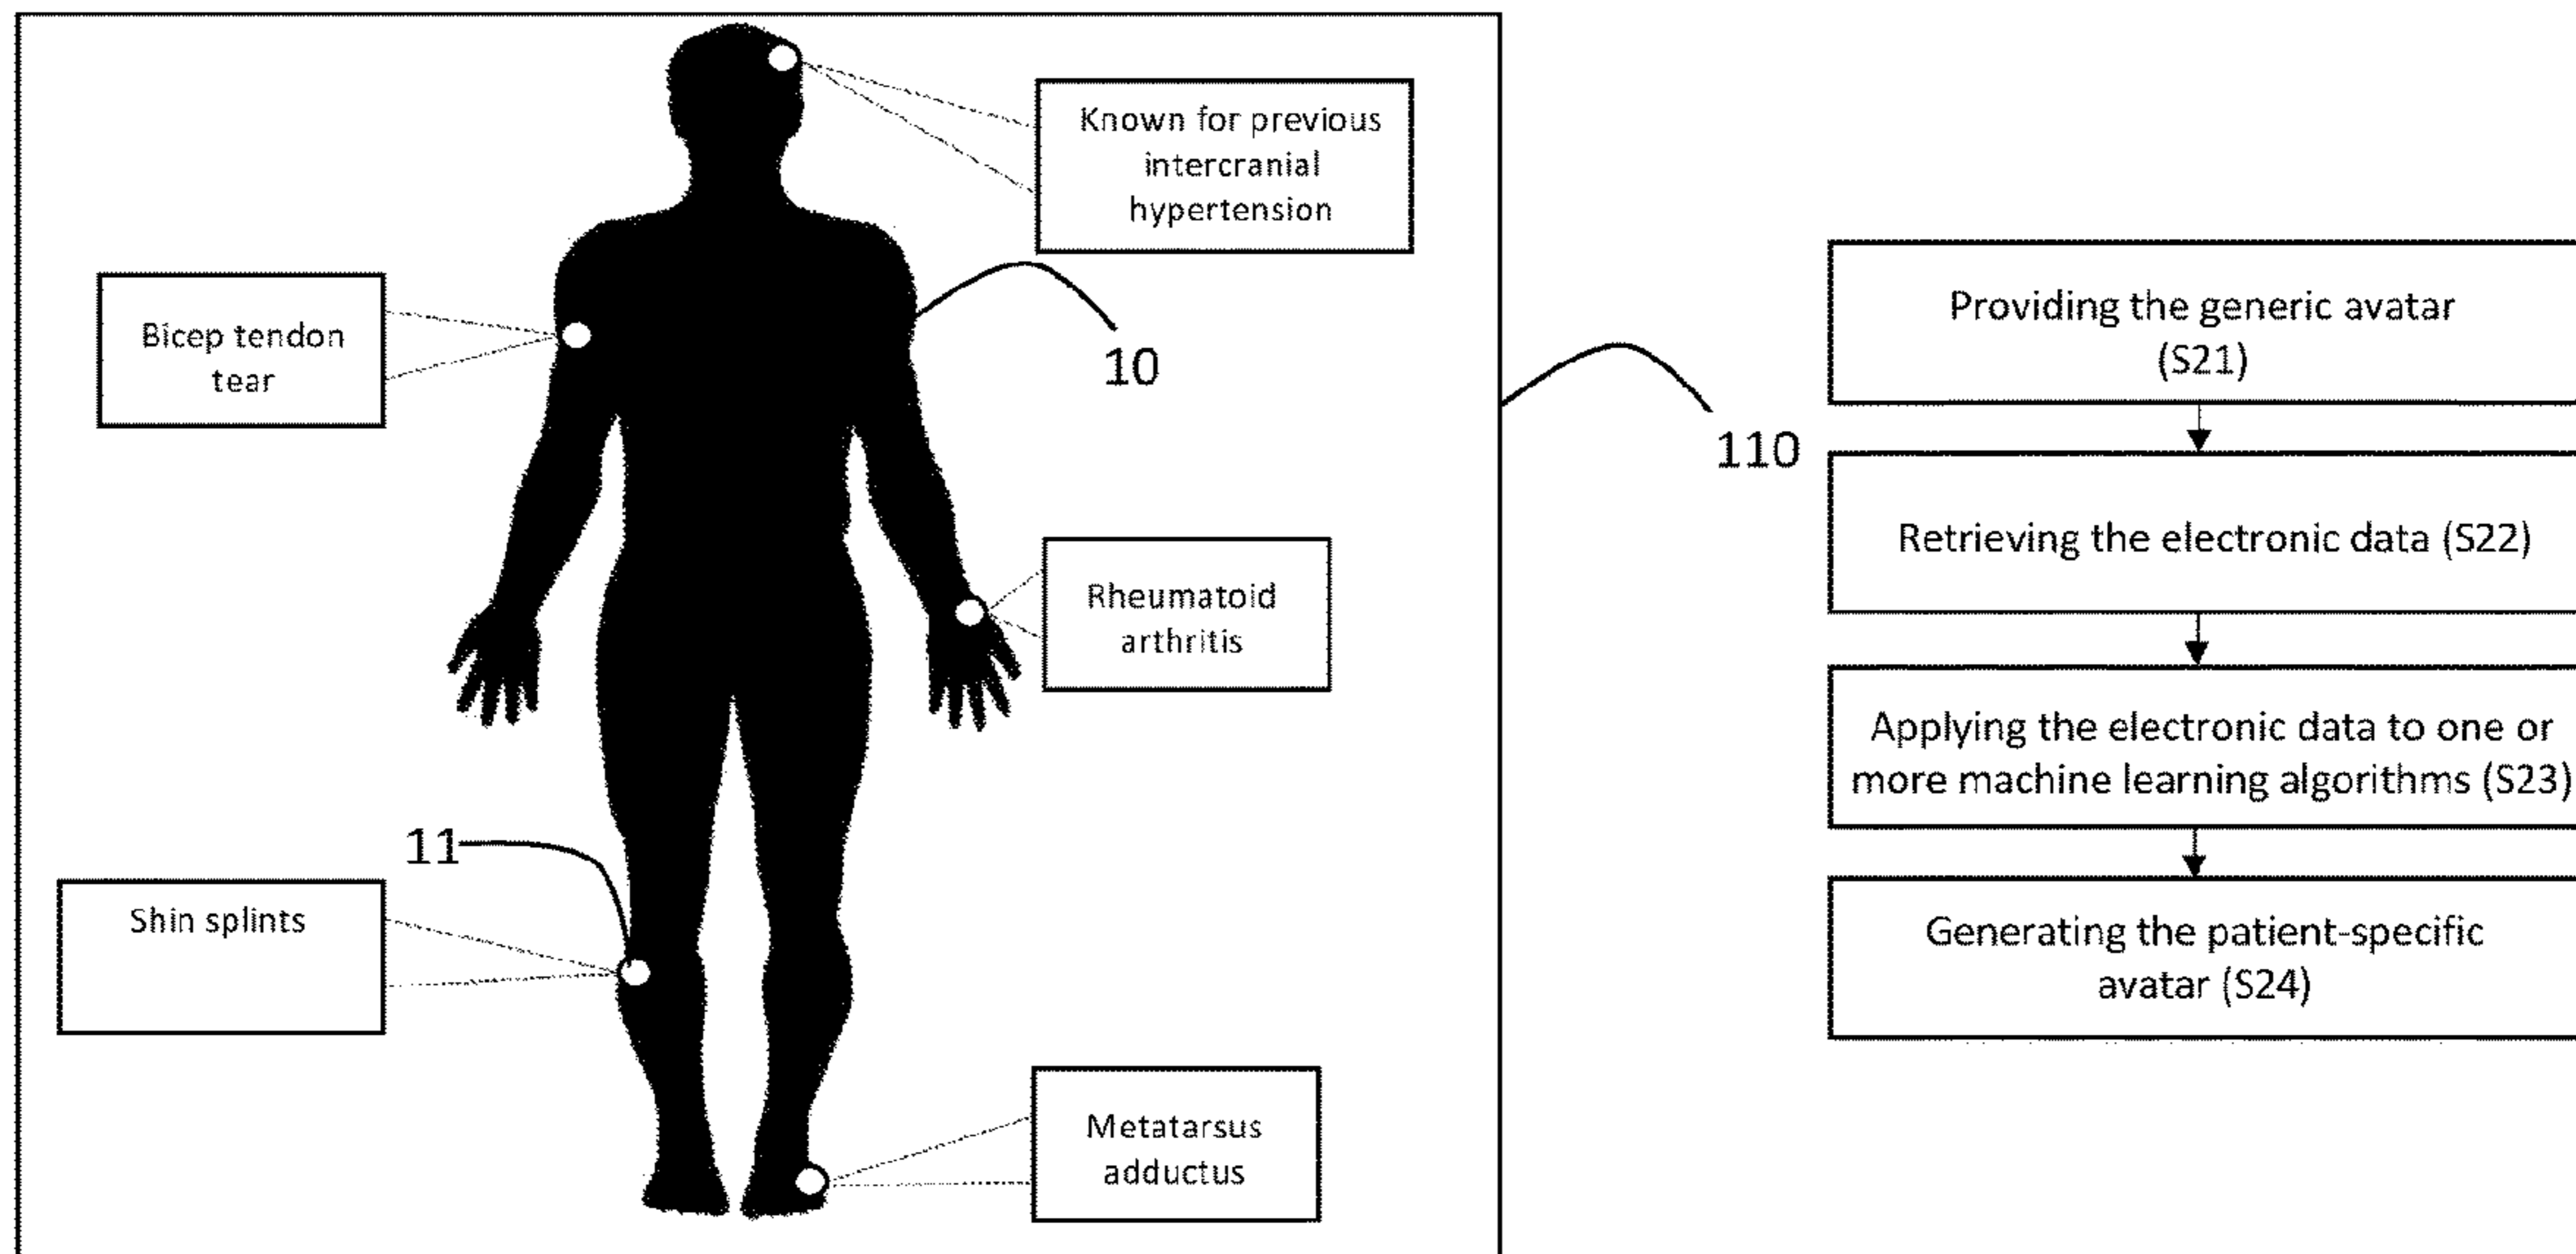 Known for previous
intercranial
hypertension
Bicep tendon
tear
10
Rheumatoid
arthritis
11
Shin splints
Metatarsus
adductus
110
Providing the generic avatar
(S21)
Retrieving the electronic data (S22)
Applying the electronic data to one or
more machine learning algorithms (S23)
Generating the patient-specific
avatar (S24)